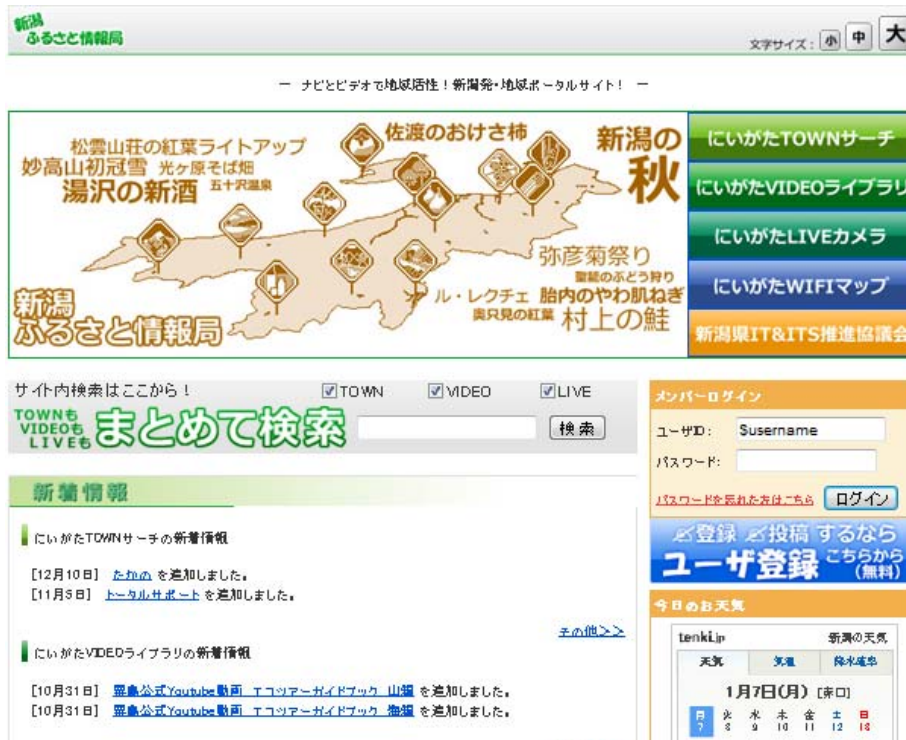 新潟
ふるさと情報局
文字サイズ: 小 中 大
ー ナビとビデオで地域活性!新潟発・地域ポータルサイト! ー
松雲山荘の紅葉ライトアップ
妙高山初冠雪 光ヶ原そば畑
湯沢の新酒 五十沢温泉
佐渡のおけさ柿
新潟の
秋
弥彦菊祭り
聖籠のぶどう狩り
ル・レクチェ 胎内のやわ肌ねぎ
奥只見の紅葉 村上の鮭
新潟
ふるさと情報局
にいがたTOWNサーチ
にいがたVIDEOライブラリ
にいがたLIVEカメラ
にいがたWIFIマップ
新潟県IT&ITS推進協議会
サイト内検索はここから!
TOWN VIDEO LIVE
TOWNも
VIDEOも
LIVEも
まとめて検索
検索
新着情報
にいがたTOWNサーチの新着情報
[12月10日] たかの を追加しました。
[11月5日] トータルサポート を追加しました。
その他>>
にいがたVIDEOライブラリの新着情報
[10月31日] 粟島公式Youtube動画 エコツアーガイドブック 山編 を追加しました。
[10月31日] 粟島公式Youtube動画 エコツアーガイドブック 海編 を追加しました。
メンバーログイン
ユーザID: $username
パスワード:
パスワードを忘れた方はこちら ログイン
登録 投稿 するなら
ユーザ登録 こちらから
(無料)
今日のお天気
tenki.jp 新潟の天気
天気 気温 降水確率
1月7日(月) [赤口]
月 火 水 木 金 土 日
7 8 9 10 11 12 13